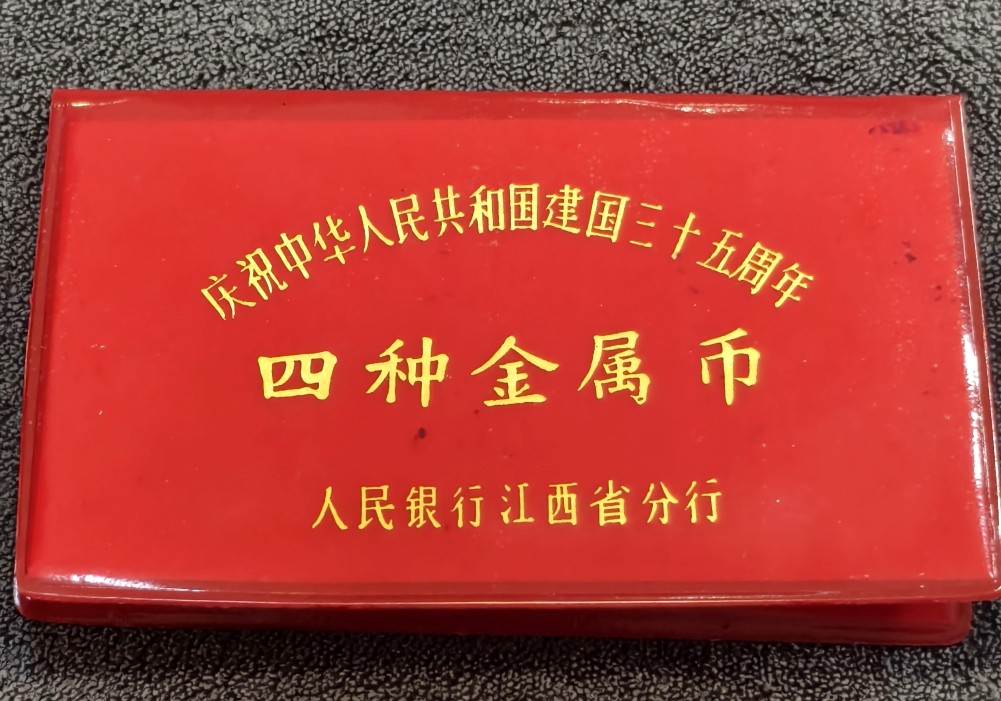 庆祝中华人民共和国建国三十五周年
四种金属币
人民银行江西省分行